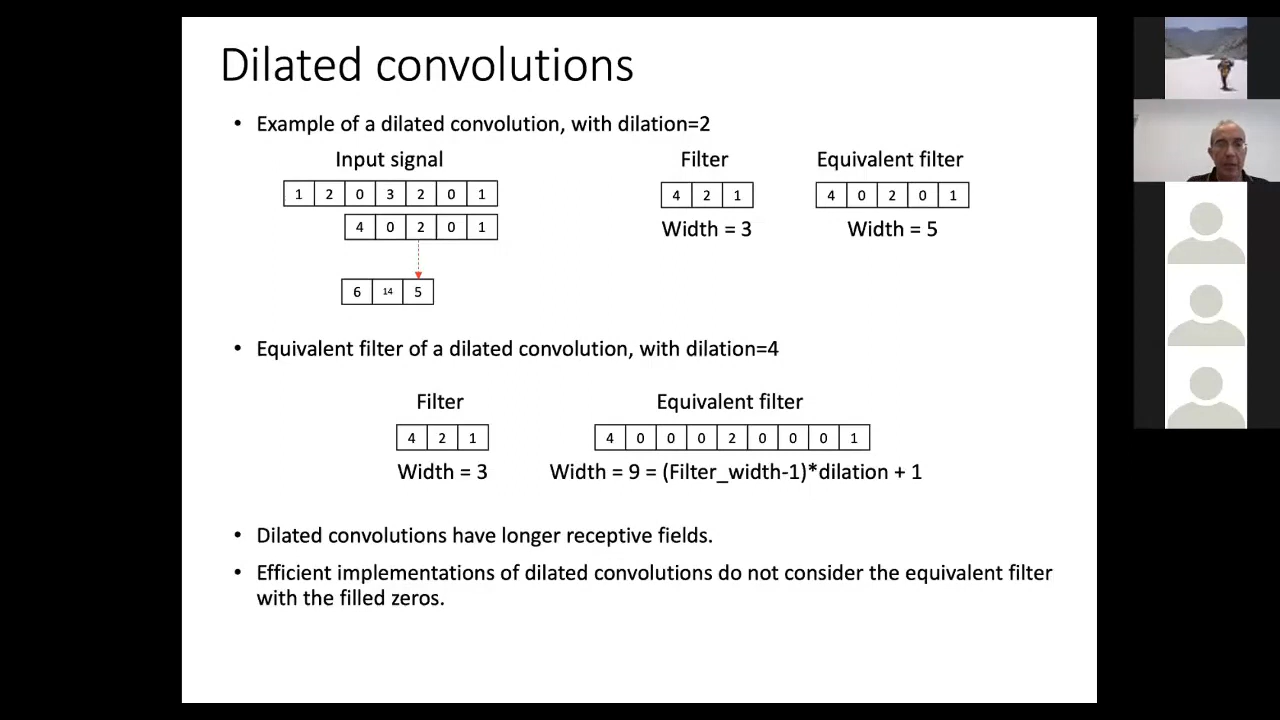 Dilated convolutions
• Example of a dilated convolution, with dilation=2
Input signal
Filter
Equivalent filter
1 2 0 3 2 0 1
4 2 1
4 0 2 0 1
4 0 2 0 1
Width = 3
Width = 5
6 14 5
• Equivalent filter of a dilated convolution, with dilation=4
Filter
Equivalent filter
4 2 1
4 0 0 0 2 0 0 0 1
Width = 3
Width = 9 = (Filter_width-1)*dilation + 1
• Dilated convolutions have longer receptive fields.
• Efficient implementations of dilated convolutions do not consider the equivalent filter
with the filled zeros.